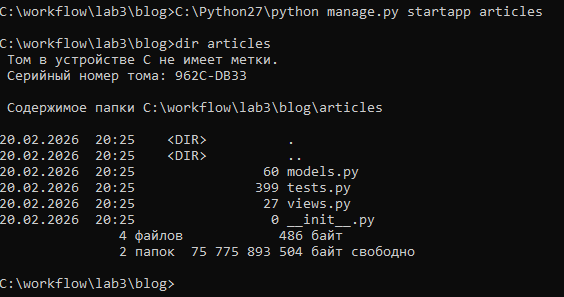 C:\workflow\lab3\blog>C:\Python27\python manage.py startapp articles
C:\workflow\lab3\blog>dir articles
Том в устройстве C не имеет метки.
Серийный номер тома: 962C-DB33
Содержимое папки C:\workflow\lab3\blog\articles
20.02.2026  20:25    <DIR>          .
20.02.2026  20:25    <DIR>          ..
20.02.2026  20:25                60 models.py
20.02.2026  20:25               399 tests.py
20.02.2026  20:25                27 views.py
20.02.2026  20:25                 0 __init__.py
4 файлов            486 байт
2 папок  75 775 893 504 байт свободно
C:\workflow\lab3\blog>